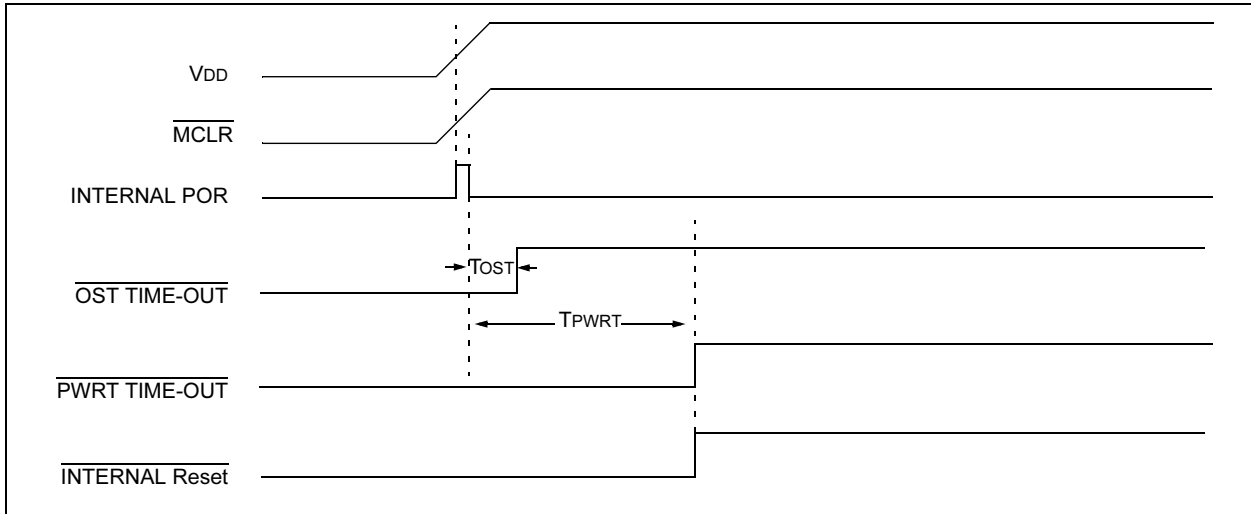 VDD
MCLR
INTERNAL POR
TOST
OST TIME-OUT
TPWRT
PWRT TIME-OUT
INTERNAL Reset